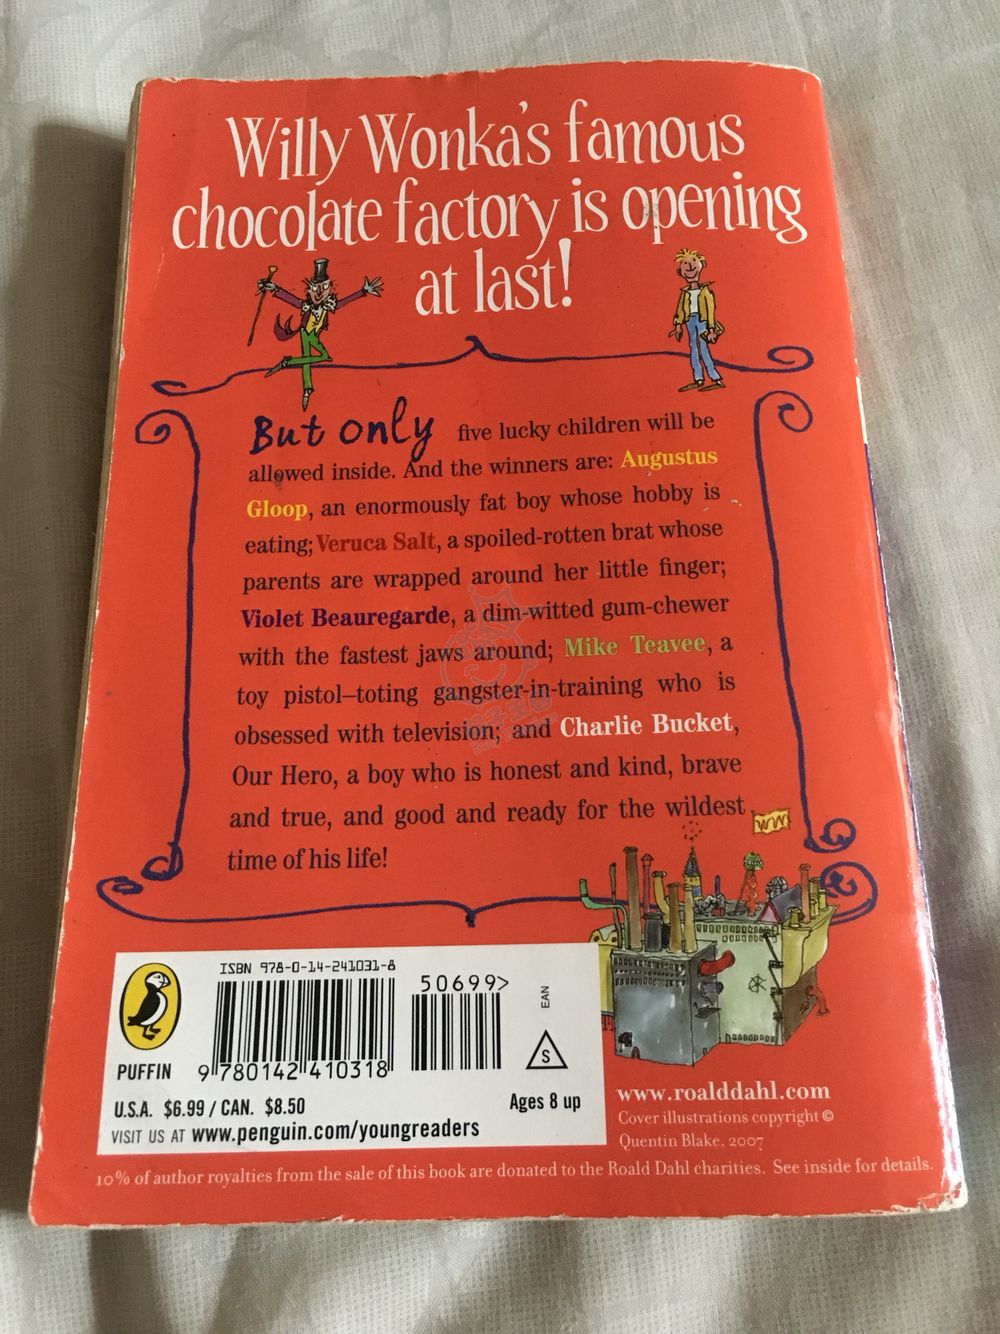 Willy Wonka's famous
chocolate factory is opening
at last!
But only five lucky children will be
allowed inside. And the winners are: Augustus
Gloop, an enormously fat boy whose hobby is
eating; Veruca Salt, a spoiled-rotten brat whose
parents are wrapped around her little finger;
Violet Beauregarde, a dim-witted gum-chewer
with the fastest jaws around; Mike Teavee, a
toy pistol–toting gangster-in-training who is
obsessed with television; and Charlie Bucket,
Our Hero, a boy who is honest and kind, brave
and true, and good and ready for the wildest
time of his life!
WW
ISBN 978-0-14-241031-8
50699>
EAN
S
9 780142 410318
PUFFIN
U.S.A. $6.99 / CAN. $8.50
Ages 8 up
VISIT US AT www.penguin.com/youngreaders
www.roalddahl.com
Cover illustrations copyright ©
Quentin Blake, 2007
10% of author royalties from the sale of this book are donated to the Roald Dahl charities. See inside for details.